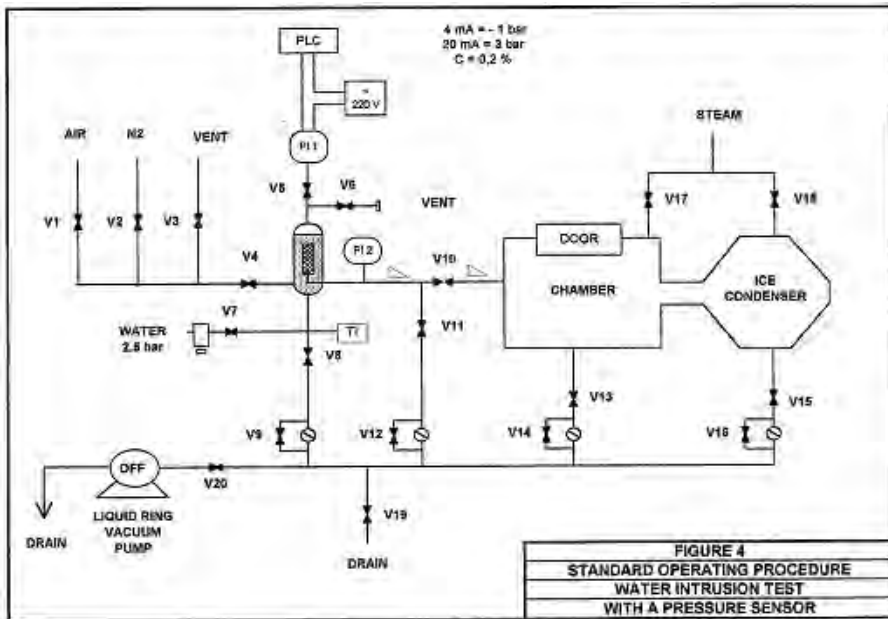 PLC
4 mA = - 1 bar
20 mA = 3 bar
C = 0,2 %
220 V
AIR
N2
VENT
PI 1
STEAM
V5
V6
VENT
V17
V18
V1
V2
V3
V4
PI 2
V10
DOOR
CHAMBER
ICE
CONDENSER
V7
WATER
TI
V8
V11
V13
V15
V9
V12
V14
V16
OFF
V20
LIQUID RING
VACUUM
PUMP
V19
DRAIN
DRAIN
FIGURE 4
STANDARD OPERATING PROCEDURE
WATER INTRUSION TEST
WITH A PRESSURE SENSOR